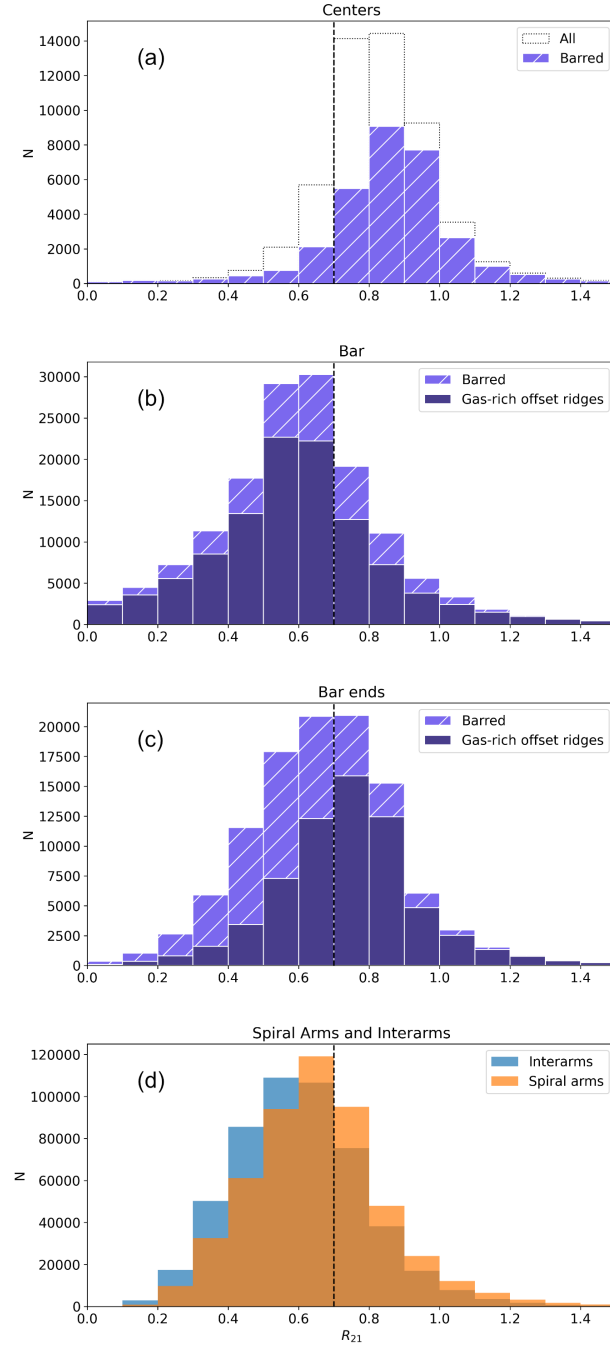 Centers
(a)
All
Barred
14000
12000
10000
8000
6000
4000
2000
0
N
0.0 0.2 0.4 0.6 0.8 1.0 1.2 1.4
Bar
(b)
Barred
Gas-rich offset ridges
30000
25000
20000
15000
10000
5000
0
N
0.0 0.2 0.4 0.6 0.8 1.0 1.2 1.4
Bar ends
(c)
Barred
Gas-rich offset ridges
20000
17500
15000
12500
10000
7500
5000
2500
0
N
0.0 0.2 0.4 0.6 0.8 1.0 1.2 1.4
Spiral Arms and Interarms
(d)
Interarms
Spiral arms
120000
100000
80000
60000
40000
20000
0
N
0.0 0.2 0.4 0.6 0.8 1.0 1.2 1.4
R₂₁